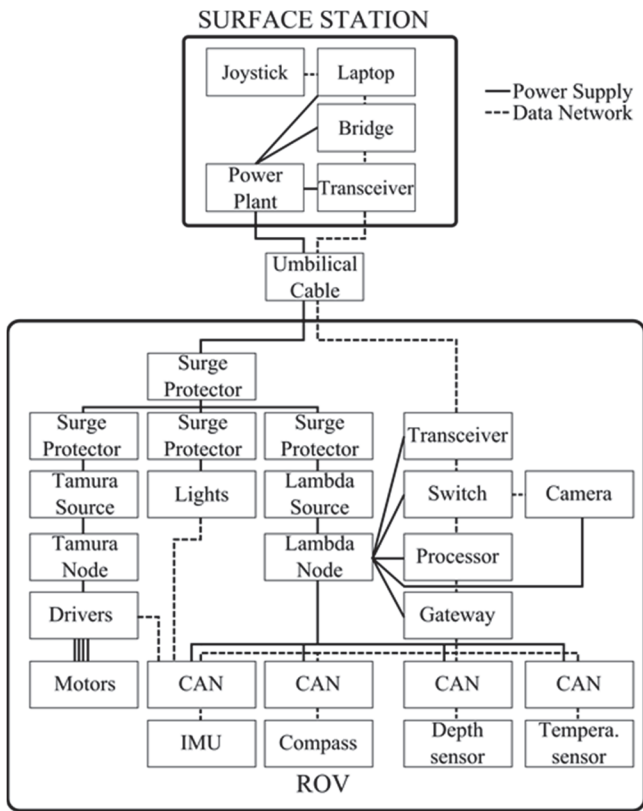 SURFACE STATION
Joystick
Laptop
Power Supply
Data Network
Bridge
Power
Plant
Transceiver
Umbilical
Cable
Surge
Protector
Surge
Protector
Surge
Protector
Surge
Protector
Transceiver
Tamura
Source
Lights
Lambda
Source
Switch
Camera
Tamura
Node
Lambda
Node
Processor
Drivers
Gateway
Motors
CAN
CAN
CAN
CAN
IMU
Compass
Depth
sensor
Tempera.
sensor
ROV